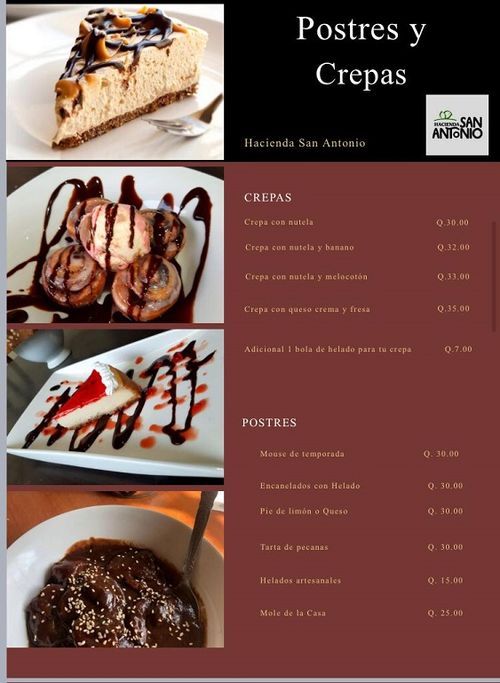 Postres y
Crepas
HACIENDA SAN
ANTONIO
Hacienda San Antonio
CREPAS
Crepa con nutela Q.30.00
Crepa con nutela y banano Q.32.00
Crepa con nutela y melocotón Q.33.00
Crepa con queso crema y fresa Q.35.00
Adicional 1 bola de helado para tu crepa Q.7.00
POSTRES
Mouse de temporada Q. 30.00
Encanelados con Helado Q. 30.00
Pie de limón o Queso Q. 30.00
Tarta de pecanas Q. 30.00
Helados artesanales Q. 15.00
Mole de la Casa Q. 25.00